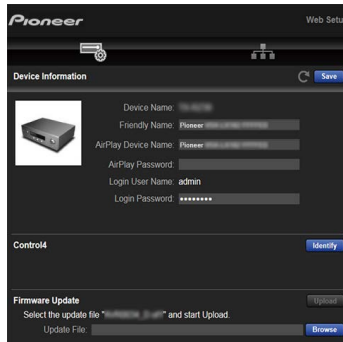 Pioneer
Web Setu
Device Information
Save
Device Name:
Friendly Name: Pioneer
AirPlay Device Name: Pioneer
AirPlay Password:
Login User Name: admin
Login Password: ••••••••
Control4
Identify
Firmware Update
Upload
Select the update file " " and start Upload.
Update File:
Browse